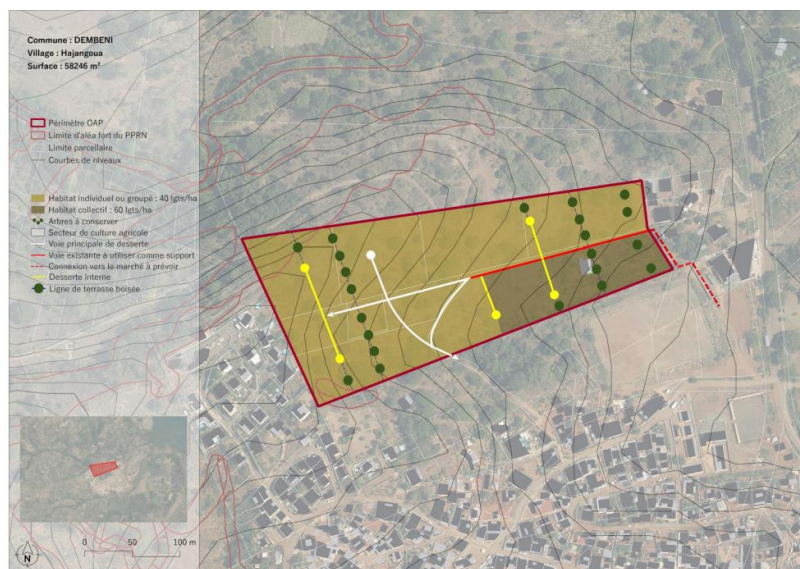 Commune : DEMBENI
Village : Hajangoua
Surface : 58246 m²
Périmètre OAP
Limite d'aléa fort du PPRN
Limite parcellaire
Courbes de niveaux
Habitat individuel ou groupé : 40 lgts/ha
Habitat collectif : 60 lgts/ha
Arbres à conserver
Secteur de culture agricole
Voie principale de desserte
Voie existante à utiliser comme support
Connexion vers le marché à prévoir
Desserte interne
Ligne de terrasse boisée
N
0 50 100 m